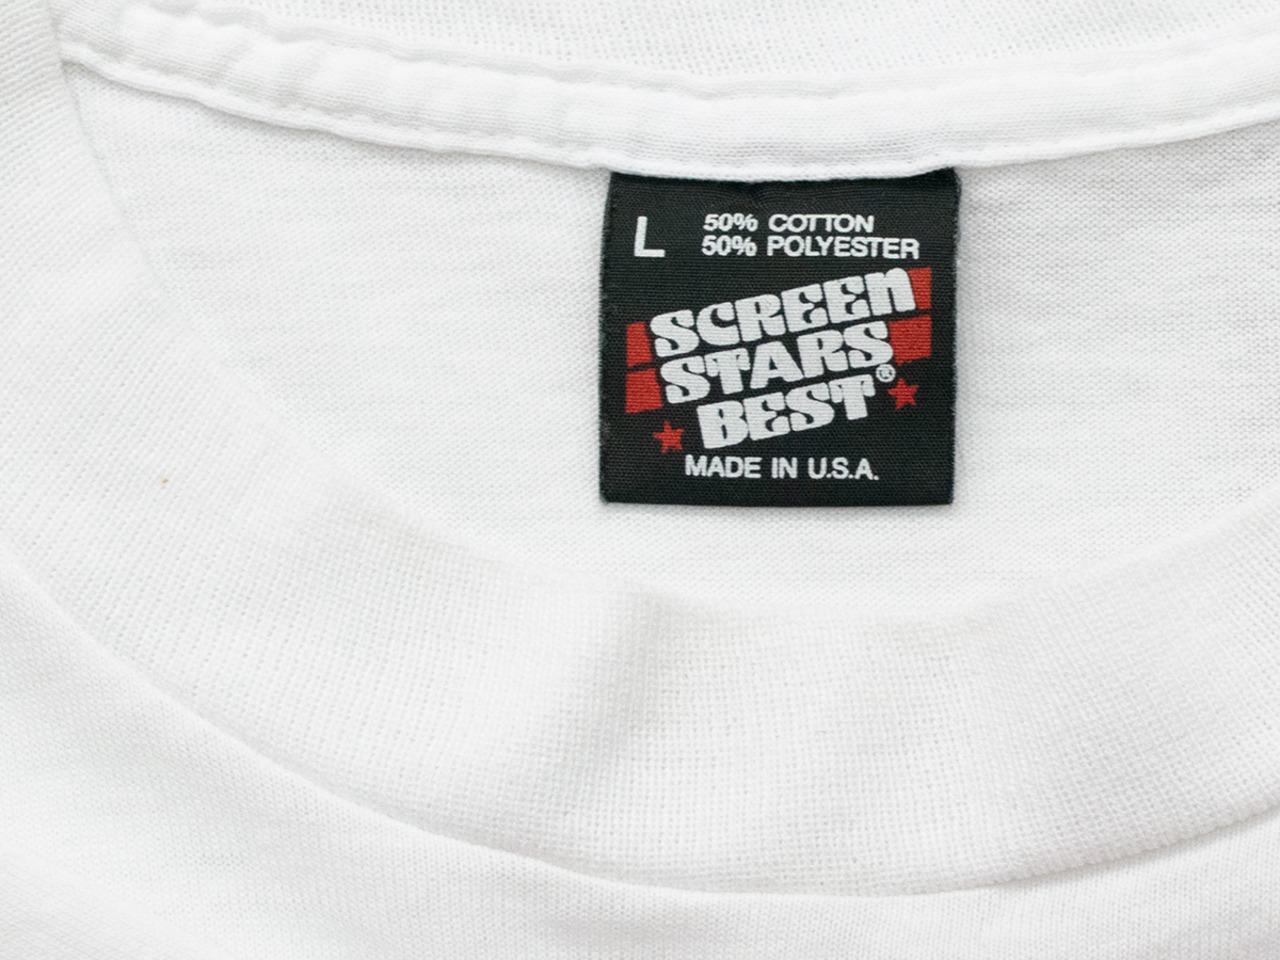 L 50% COTTON
50% POLYESTER
SCREEN
STARS
BEST®
MADE IN U.S.A.